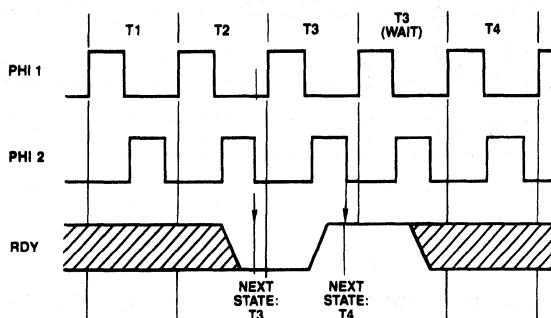 T1 T2 T3 T3 T4
(WAIT)
PHI 1
PHI 2
RDY
NEXT NEXT
STATE: STATE:
T3 T4